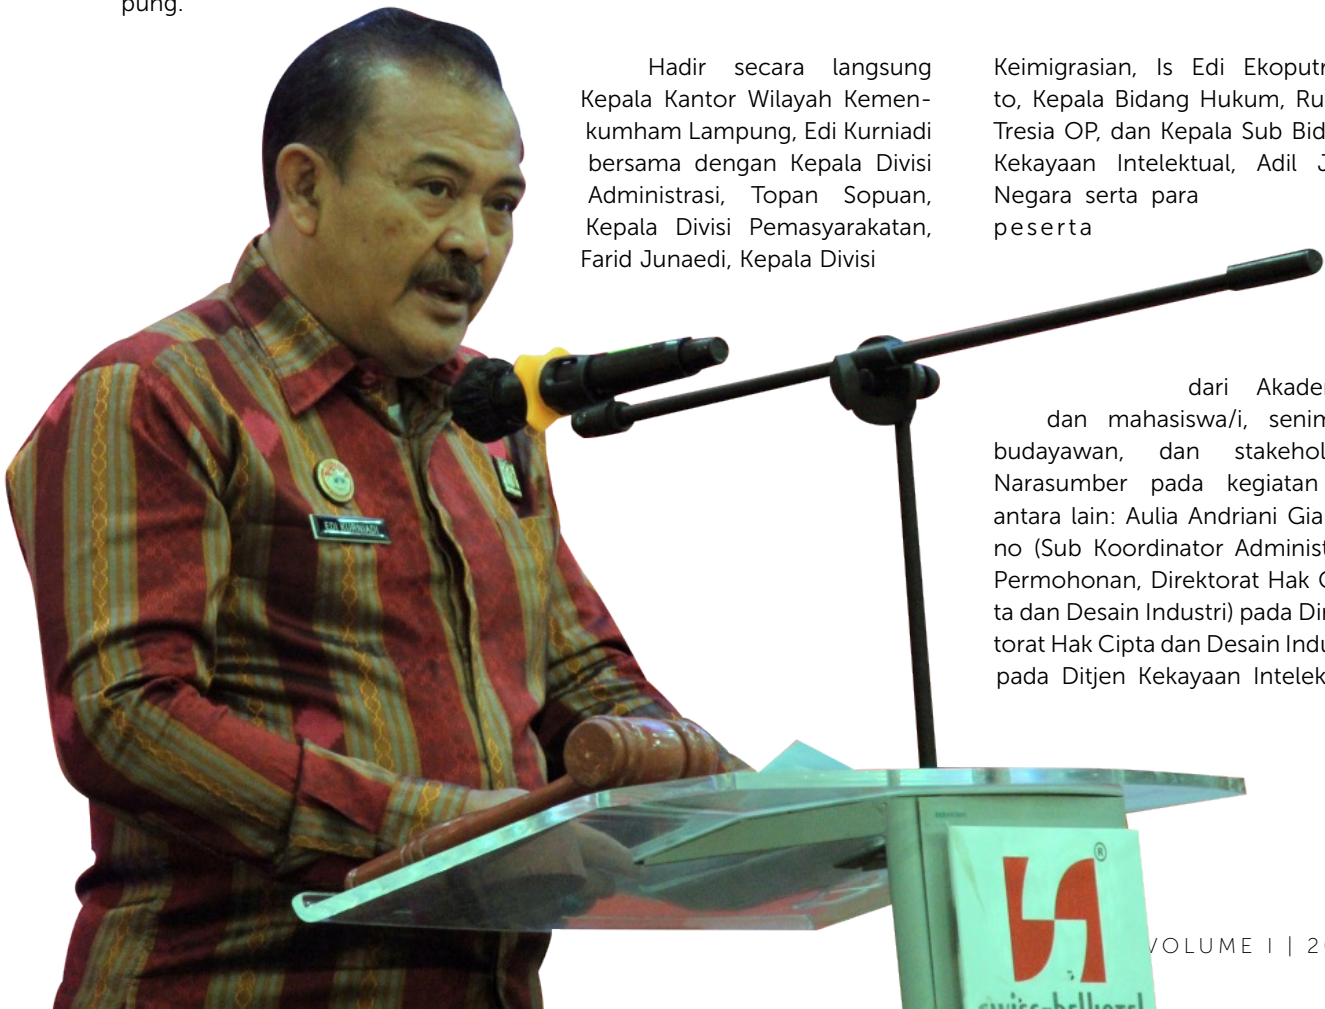 pung.
Hadir secara langsung
Kepala Kantor Wilayah Kemen-
kumham Lampung, Edi Kurniadi
bersama dengan Kepala Divisi
Administrasi, Topan Sopuan,
Kepala Divisi Pemasyarakatan,
Farid Junaedi, Kepala Divisi
Keimigrasian, Is Edi Ekoputr
to, Kepala Bidang Hukum, Ru
Tresia OP, dan Kepala Sub Bid
Kekayaan Intelektual, Adil J
Negara serta para
peserta
dari Akade
dan mahasiswa/i, senim
budayawan, dan stakehol
Narasumber pada kegiatan
antara lain: Aulia Andriani Gia
no (Sub Koordinator Administ
Permohonan, Direktorat Hak C
ta dan Desain Industri) pada Dir
torat Hak Cipta dan Desain Indu
pada Ditjen Kekayaan Intelek
EDI KURNIADI
®
swiss-belhotel
VOLUME I | 2